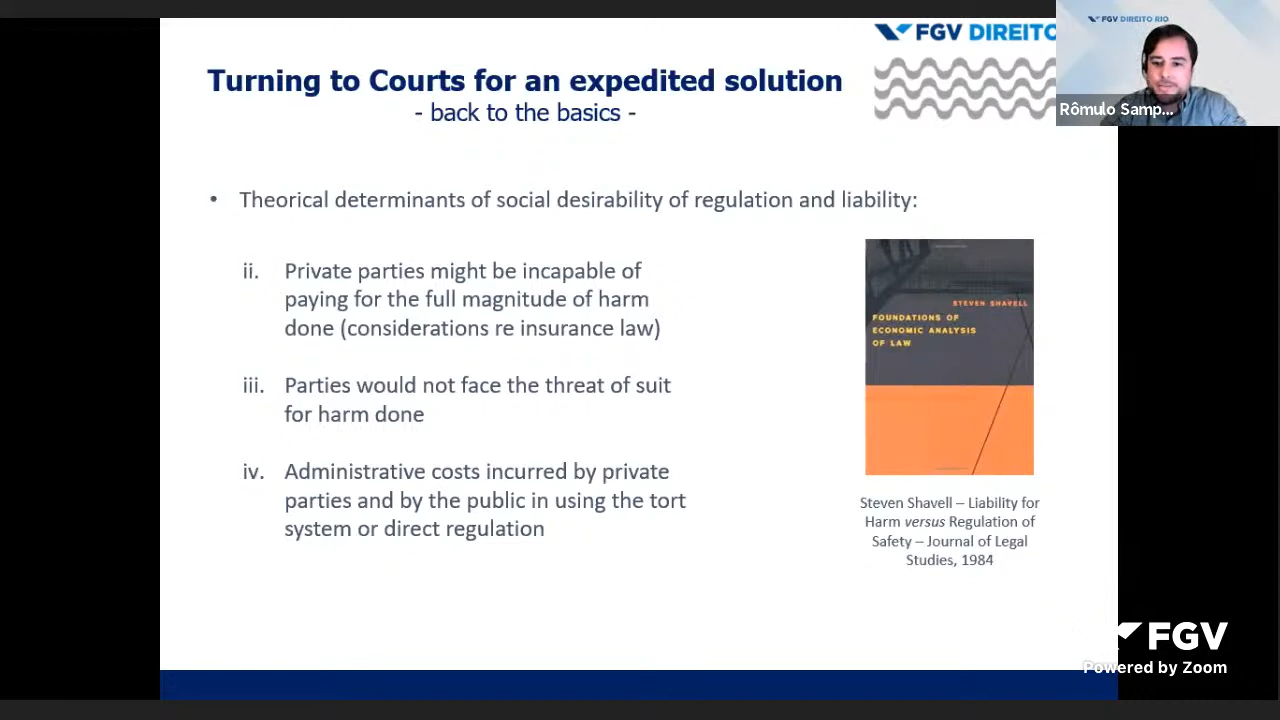 FGV DIREITO
FGV DIREITO RIO
Rômulo Samp...
Turning to Courts for an expedited solution
- back to the basics -
• Theorical determinants of social desirability of regulation and liability:
ii. Private parties might be incapable of
paying for the full magnitude of harm
done (considerations re insurance law)
iii. Parties would not face the threat of suit
for harm done
iv. Administrative costs incurred by private
parties and by the public in using the tort
system or direct regulation
STEVEN SHAVELL
FOUNDATIONS OF
ECONOMIC ANALYSIS
OF LAW
Steven Shavell – Liability for
Harm versus Regulation of
Safety – Journal of Legal
Studies, 1984
FGV
Powered by Zoom